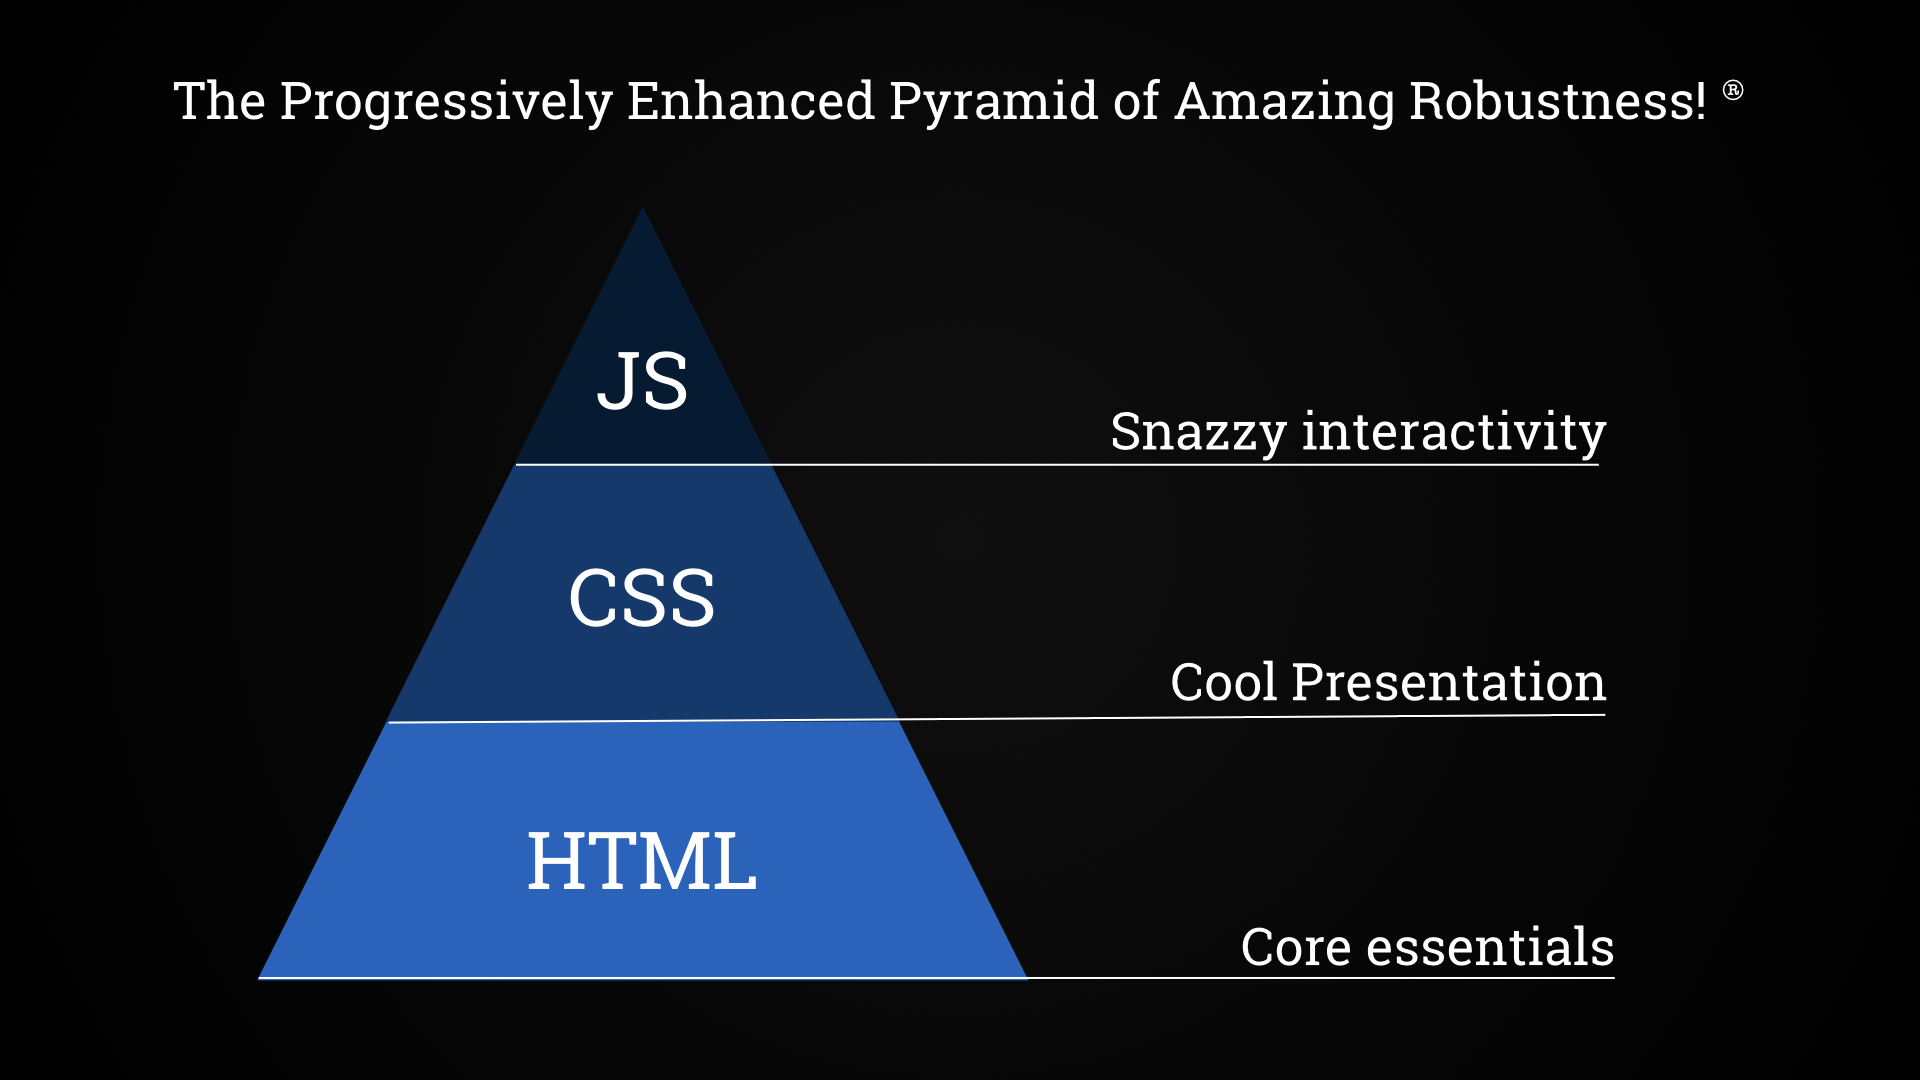 The Progressively Enhanced Pyramid of Amazing Robustness! ®
JS
Snazzy interactivity
CSS
Cool Presentation
HTML
Core essentials